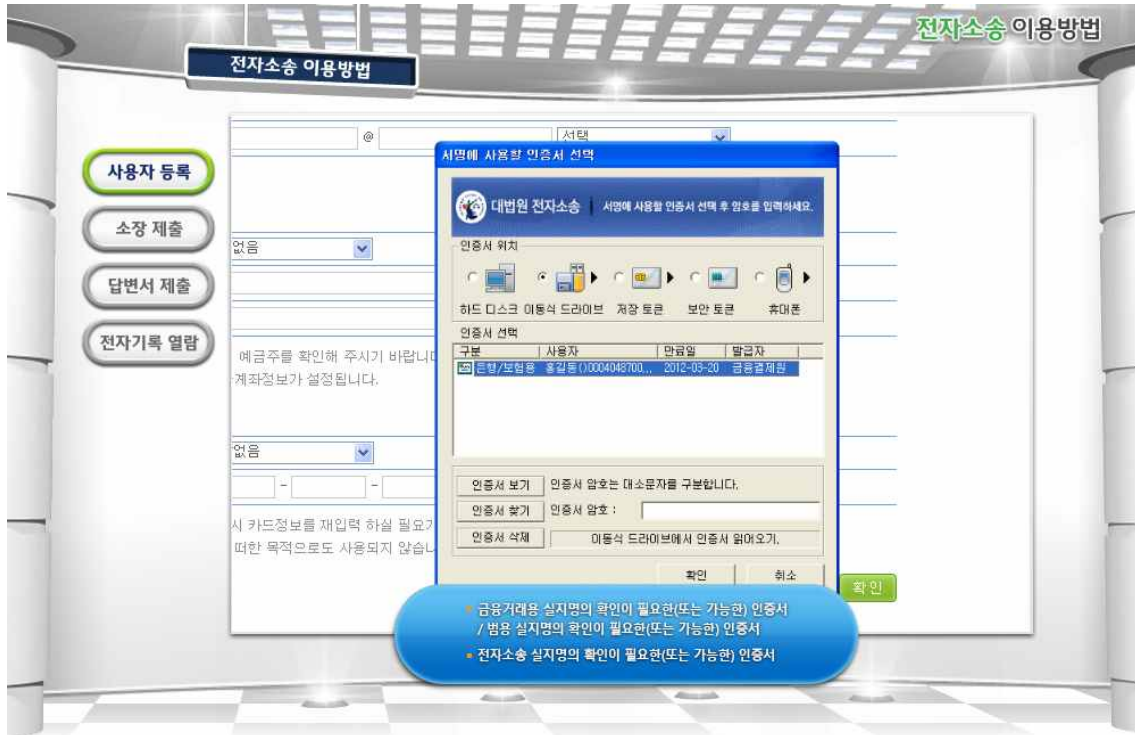 전자소송 이용방법
전자소송 이용방법
사용자 등록
소장 제출
답변서 제출
전자기록 열람
@ 선택
없음
예금주를 확인해 주시기 바랍니다
계좌정보가 설정됩니다.
없음
- -
시 카드정보를 재입력 하실 필요가
떠한 목적으로도 사용되지 않습니
서명에 사용할 인증서 선택
대법원 전자소송 서명에 사용할 인증서 선택 후 암호를 입력하세요.
인증서 위치
하드 디스크 이동식 드라이브 저장 토큰 보안 토큰 휴대폰
인증서 선택
구분 사용자 만료일 발급자
은행/보험용 홍길동()0004048700... 2012-03-20 금융결제원
인증서 보기 인증서 암호는 대소문자를 구분합니다.
인증서 찾기 인증서 암호 :
인증서 삭제 이동식 드라이브에서 인증서 읽어오기.
확인 취소
확인
금융거래용 실지명의 확인이 필요한(또는 가능한) 인증서
/ 범용 실지명의 확인이 필요한(또는 가능한) 인증서
전자소송 실지명의 확인이 필요한(또는 가능한) 인증서